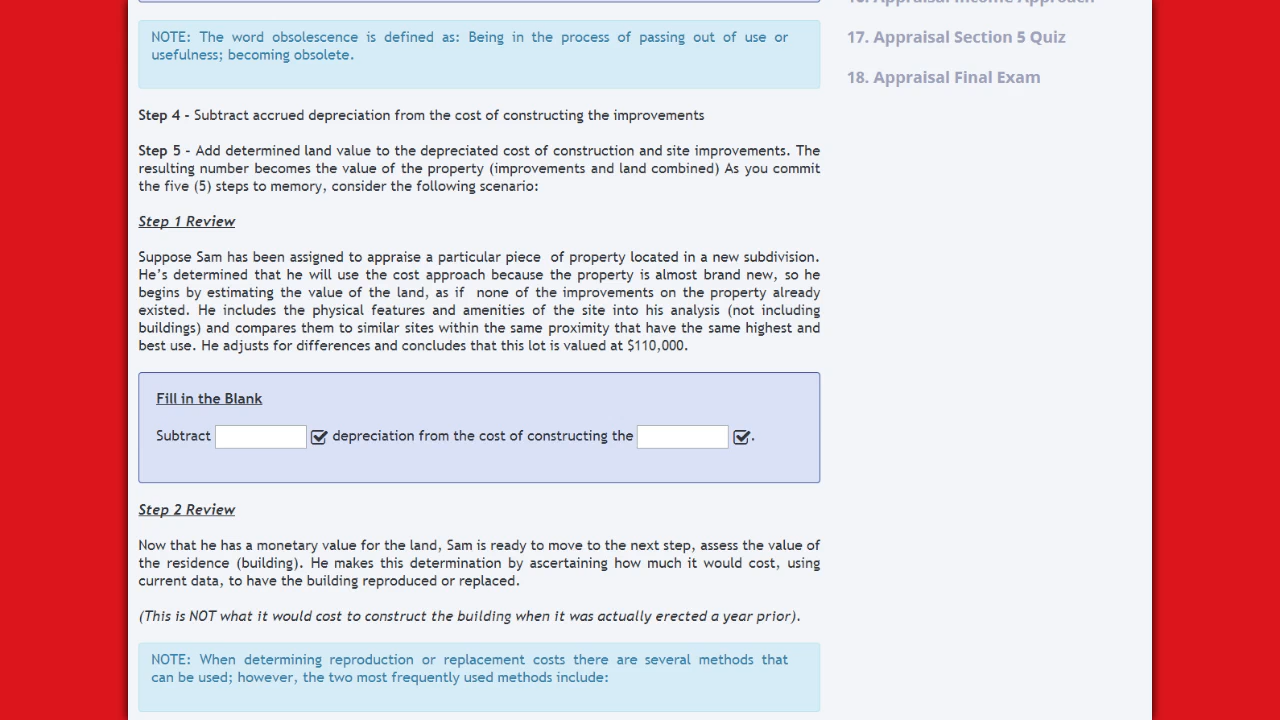 NOTE: The word obsolescence is defined as: Being in the process of passing out of use or
usefulness; becoming obsolete.
Step 4 - Subtract accrued depreciation from the cost of constructing the improvements
Step 5 - Add determined land value to the depreciated cost of construction and site improvements. The
resulting number becomes the value of the property (improvements and land combined) As you commit
the five (5) steps to memory, consider the following scenario:
Step 1 Review
Suppose Sam has been assigned to appraise a particular piece of property located in a new subdivision.
He's determined that he will use the cost approach because the property is almost brand new, so he
begins by estimating the value of the land, as if none of the improvements on the property already
existed. He includes the physical features and amenities of the site into his analysis (not including
buildings) and compares them to similar sites within the same proximity that have the same highest and
best use. He adjusts for differences and concludes that this lot is valued at $110,000.
Fill in the Blank
Subtract depreciation from the cost of constructing the .
Step 2 Review
Now that he has a monetary value for the land, Sam is ready to move to the next step, assess the value of
the residence (building). He makes this determination by ascertaining how much it would cost, using
current data, to have the building reproduced or replaced.
(This is NOT what it would cost to construct the building when it was actually erected a year prior).
NOTE: When determining reproduction or replacement costs there are several methods that
can be used; however, the two most frequently used methods include:
16. Appraisal Income Approach
17. Appraisal Section 5 Quiz
18. Appraisal Final Exam